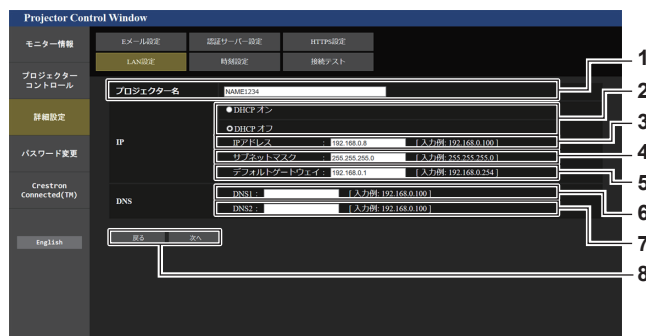 Projector Control Window
モニター情報
プロジェクター
コントロール
詳細設定
パスワード変更
Crestron
Connected(TM)
English
Eメール設定 認証サーバー設定 HTTPS設定
LAN設定 時刻設定 接続テスト
プロジェクター名 NAME1234
IP
DHCP オン
DHCP オフ
IPアドレス : 192.168.0.8 [ 入力例: 192.168.0.100 ]
サブネットマスク : 255.255.255.0 [ 入力例: 255.255.255.0 ]
デフォルトゲートウェイ : 192.168.0.1 [ 入力例: 192.168.0.254 ]
DNS
DNS1 : [ 入力例: 192.168.0.100 ]
DNS2 : [ 入力例: 192.168.0.100 ]
戻る 次へ
1
2
3
4
5
6
7
8